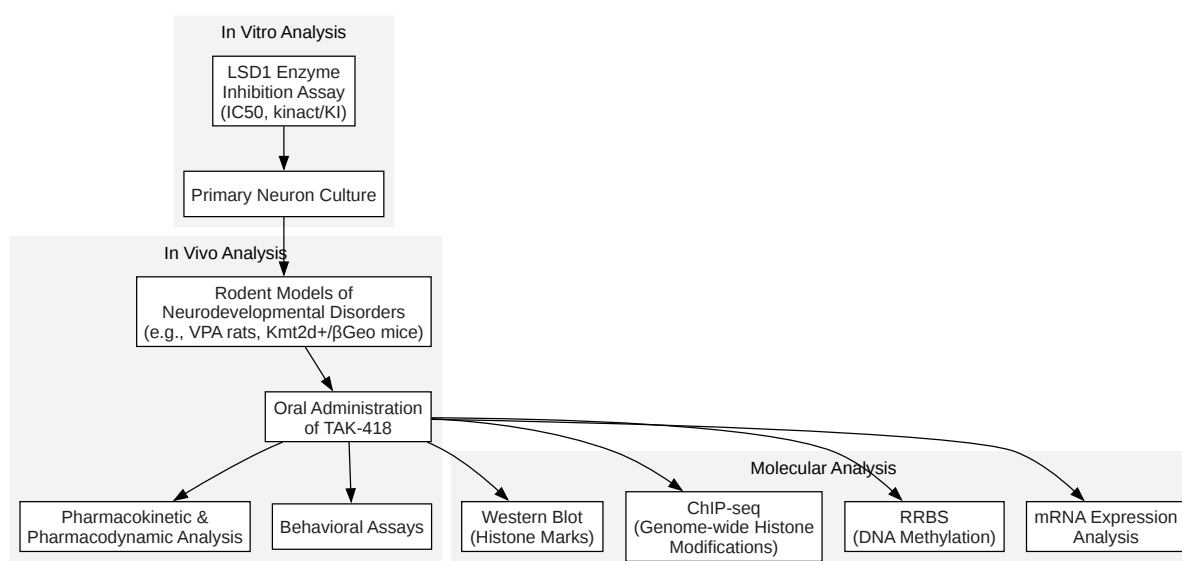 In Vitro Analysis
LSD1 Enzyme
Inhibition Assay
(IC50, kinact/KI)
Primary Neuron Culture
In Vivo Analysis
Rodent Models of
Neurodevelopmental Disorders
(e.g., VPA rats, Kmt2d+/βGeo mice)
Oral Administration
of TAK-418
Pharmacokinetic &
Pharmacodynamic Analysis
Behavioral Assays
Molecular Analysis
Western Blot
(Histone Marks)
ChIP-seq
(Genome-wide Histone
Modifications)
RRBS
(DNA Methylation)
mRNA Expression
Analysis